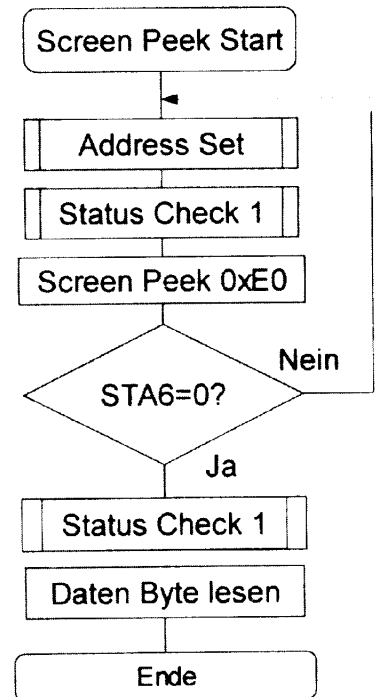 Screen Peek Start
Address Set
Status Check 1
Screen Peek 0xE0
Nein
STA6=0?
Ja
Status Check 1
Daten Byte lesen
Ende